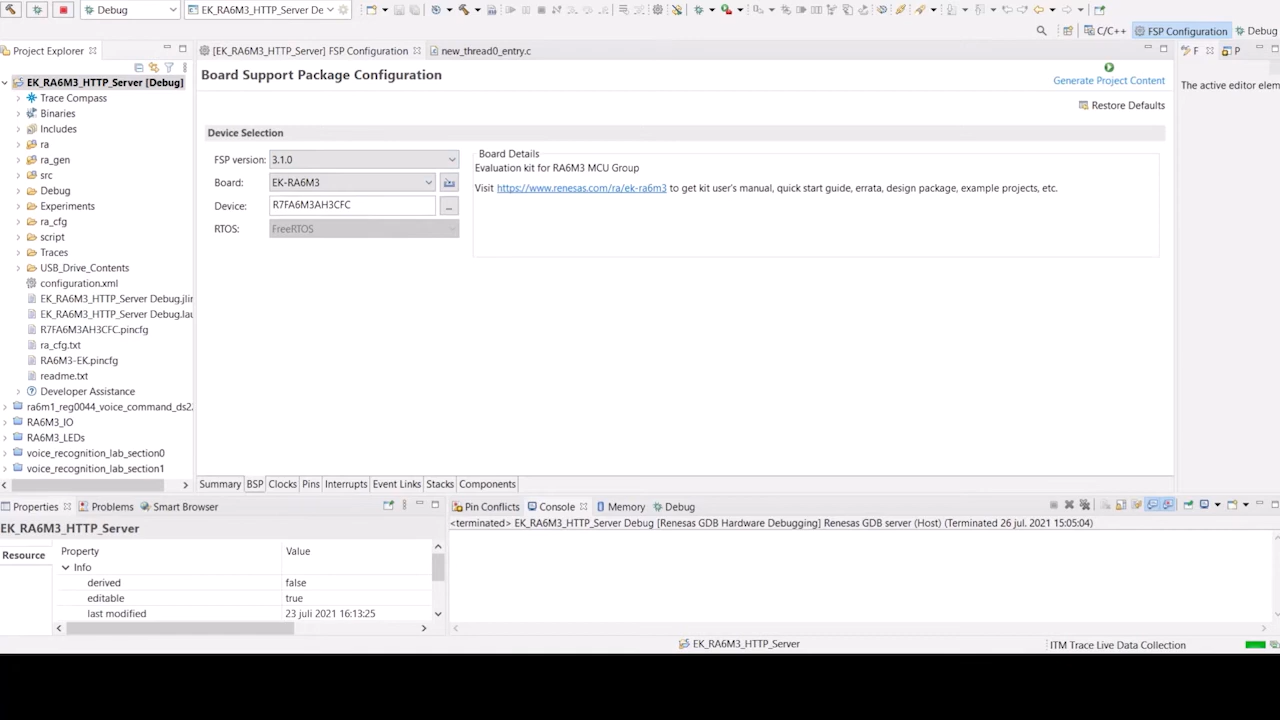 Debug
EK_RA6M3_HTTP_Server De
C/C++
FSP Configuration
Debug
Project Explorer
[EK_RA6M3_HTTP_Server] FSP Configuration
new_thread0_entry.c
F
P
EK_RA6M3_HTTP_Server [Debug]
Trace Compass
Binaries
Includes
ra
ra_gen
src
Debug
Experiments
ra_cfg
script
Traces
USB_Drive_Contents
configuration.xml
EK_RA6M3_HTTP_Server Debug.jlin
EK_RA6M3_HTTP_Server Debug.lau
R7FA6M3AH3CFC.pincfg
ra_cfg.txt
RA6M3-EK.pincfg
readme.txt
Developer Assistance
ra6m1_reg0044_voice_command_ds2
RA6M3_IO
RA6M3_LEDs
voice_recognition_lab_section0
voice_recognition_lab_section1
Board Support Package Configuration
Generate Project Content
Restore Defaults
Device Selection
FSP version: 3.1.0
Board: EK-RA6M3
Device: R7FA6M3AH3CFC ...
RTOS: FreeRTOS
Board Details
Evaluation kit for RA6M3 MCU Group
Visit https://www.renesas.com/ra/ek-ra6m3 to get kit user's manual, quick start guide, errata, design package, example projects, etc.
The active editor elem
Summary BSP Clocks Pins Interrupts Event Links Stacks Components
Properties Problems Smart Browser
EK_RA6M3_HTTP_Server
Resource
Property Value
Info
derived false
editable true
last modified 23 juli 2021 16:13:25
Pin Conflicts Console Memory Debug
<terminated> EK_RA6M3_HTTP_Server Debug [Renesas GDB Hardware Debugging] Renesas GDB server (Host) (Terminated 26 jul. 2021 15:05:04)
EK_RA6M3_HTTP_Server
ITM Trace Live Data Collection